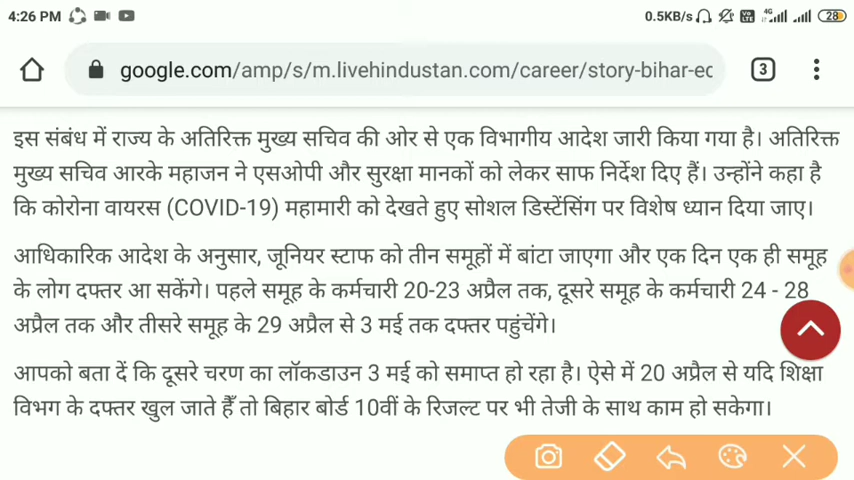 4:26 PM 0.5KB/s 4G 28
google.com/amp/s/m.livehindustan.com/career/story-bihar-ec 3
इस संबंध में राज्य के अतिरिक्त मुख्य सचिव की ओर से एक विभागीय आदेश जारी किया गया है। अतिरिक्त
मुख्य सचिव आरके महाजन ने एसओपी और सुरक्षा मानकों को लेकर साफ निर्देश दिए हैं। उन्होंने कहा है
कि कोरोना वायरस (COVID-19) महामारी को देखते हुए सोशल डिस्टेंसिंग पर विशेष ध्यान दिया जाए।
आधिकारिक आदेश के अनुसार, जूनियर स्टाफ को तीन समूहों में बांटा जाएगा और एक दिन एक ही समूह
के लोग दफ्तर आ सकेंगे। पहले समूह के कर्मचारी 20-23 अप्रैल तक, दूसरे समूह के कर्मचारी 24 - 28
अप्रैल तक और तीसरे समूह के 29 अप्रैल से 3 मई तक दफ्तर पहुंचेंगे।
आपको बता दें कि दूसरे चरण का लॉकडाउन 3 मई को समाप्त हो रहा है। ऐसे में 20 अप्रैल से यदि शिक्षा
विभग के दफ्तर खुल जाते हैं तो बिहार बोर्ड 10वीं के रिजल्ट पर भी तेजी के साथ काम हो सकेगा।